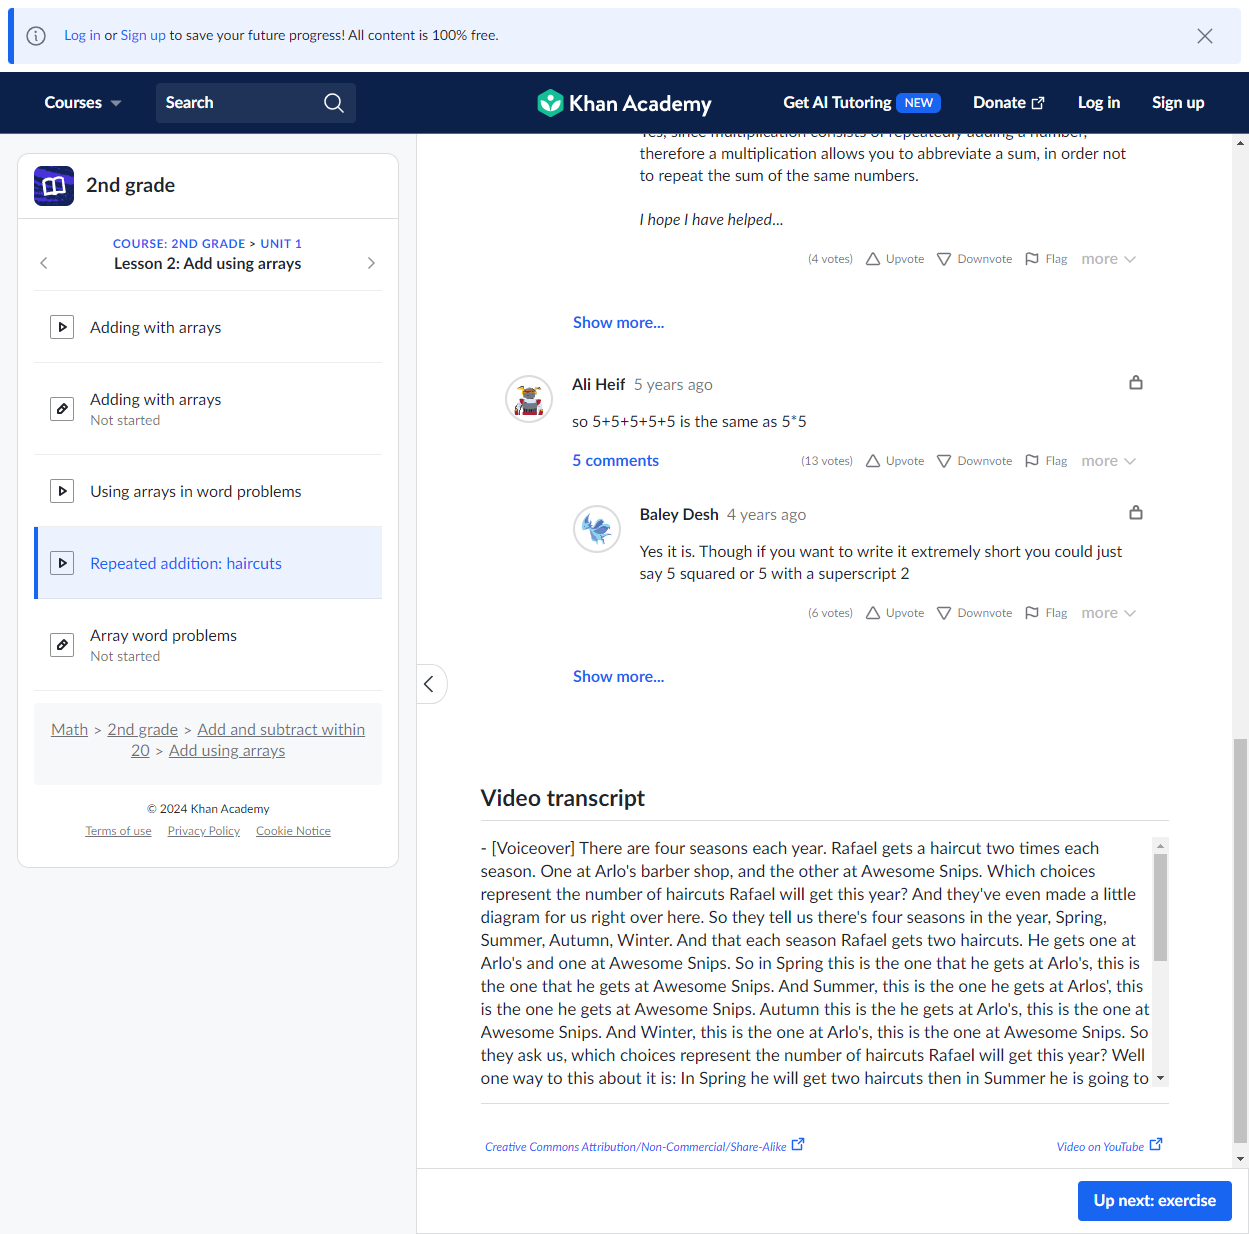 Log in or Sign up to save your future progress! All content is 100% free.
Courses
Search
Khan Academy
Get AI Tutoring NEW
Donate
Log in
Sign up
2nd grade
COURSE: 2ND GRADE > UNIT 1
Lesson 2: Add using arrays
Adding with arrays
Adding with arrays
Not started
Using arrays in word problems
Repeated addition: haircuts
Array word problems
Not started
Math > 2nd grade > Add and subtract within
20 > Add using arrays
© 2024 Khan Academy
Terms of use Privacy Policy Cookie Notice
Yes, since multiplication consists of repeatedly adding a number,
therefore a multiplication allows you to abbreviate a sum, in order not
to repeat the sum of the same numbers.
I hope I have helped...
(4 votes) Upvote Downvote Flag more
Show more...
Ali Heif 5 years ago
so 5+5+5+5+5 is the same as 5*5
5 comments (13 votes) Upvote Downvote Flag more
Baley Desh 4 years ago
Yes it is. Though if you want to write it extremely short you could just
say 5 squared or 5 with a superscript 2
(6 votes) Upvote Downvote Flag more
Show more...
Video transcript
- [Voiceover] There are four seasons each year. Rafael gets a haircut two times each
season. One at Arlo's barber shop, and the other at Awesome Snips. Which choices
represent the number of haircuts Rafael will get this year? And they've even made a little
diagram for us right over here. So they tell us there's four seasons in the year, Spring,
Summer, Autumn, Winter. And that each season Rafael gets two haircuts. He gets one at
Arlo's and one at Awesome Snips. So in Spring this is the one that he gets at Arlo's, this is
the one that he gets at Awesome Snips. And Summer, this is the one he gets at Arlos', this
is the one he gets at Awesome Snips. Autumn this is the he gets at Arlo's, this is the one at
Awesome Snips. And Winter, this is the one at Arlo's, this is the one at Awesome Snips. So
they ask us, which choices represent the number of haircuts Rafael will get this year? Well
one way to this about it is: In Spring he will get two haircuts then in Summer he is going to
Creative Commons Attribution/Non-Commercial/Share-Alike
Video on YouTube
Up next: exercise